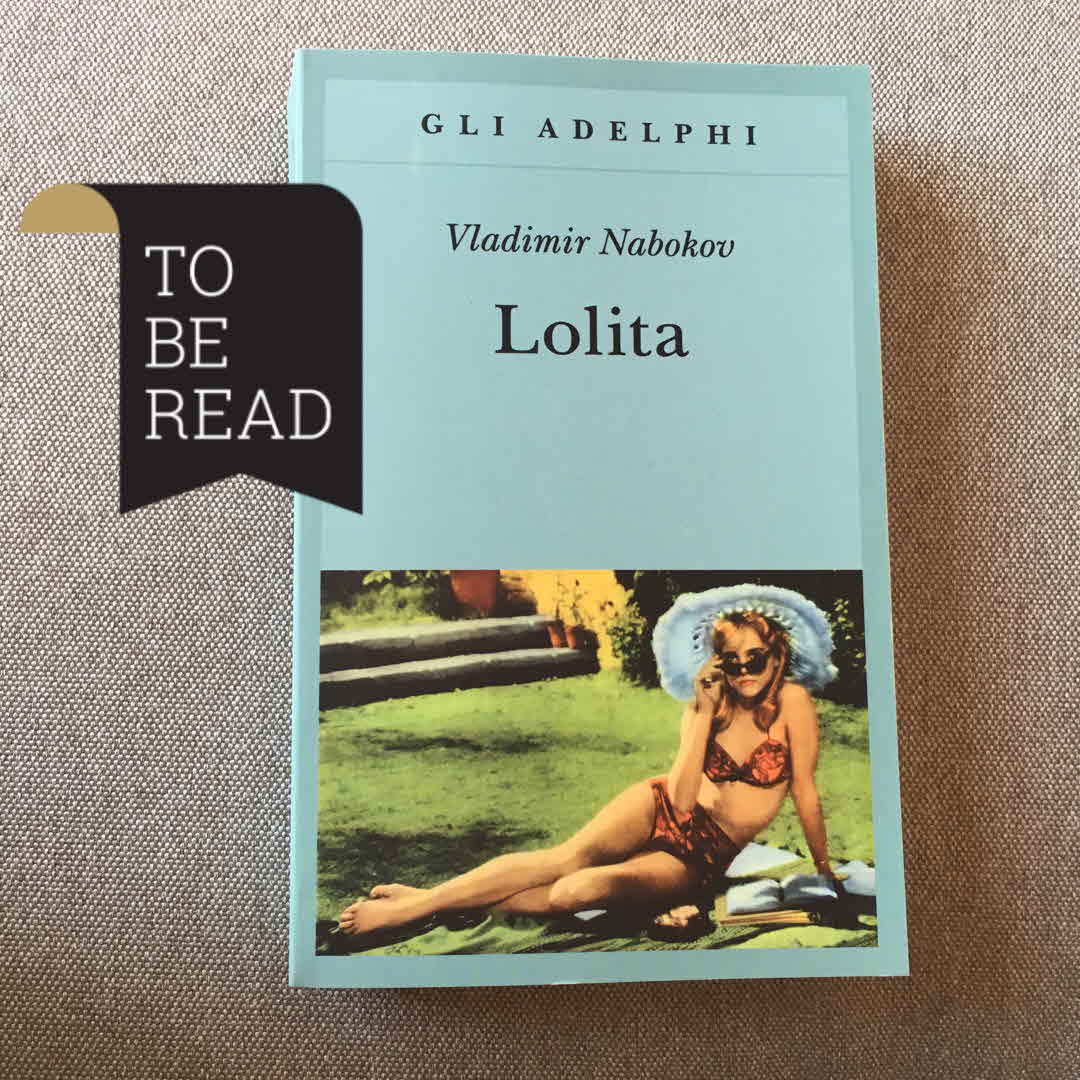 GLI ADELPHI
Vladimir Nabokov
Lolita
TO
BE
READ